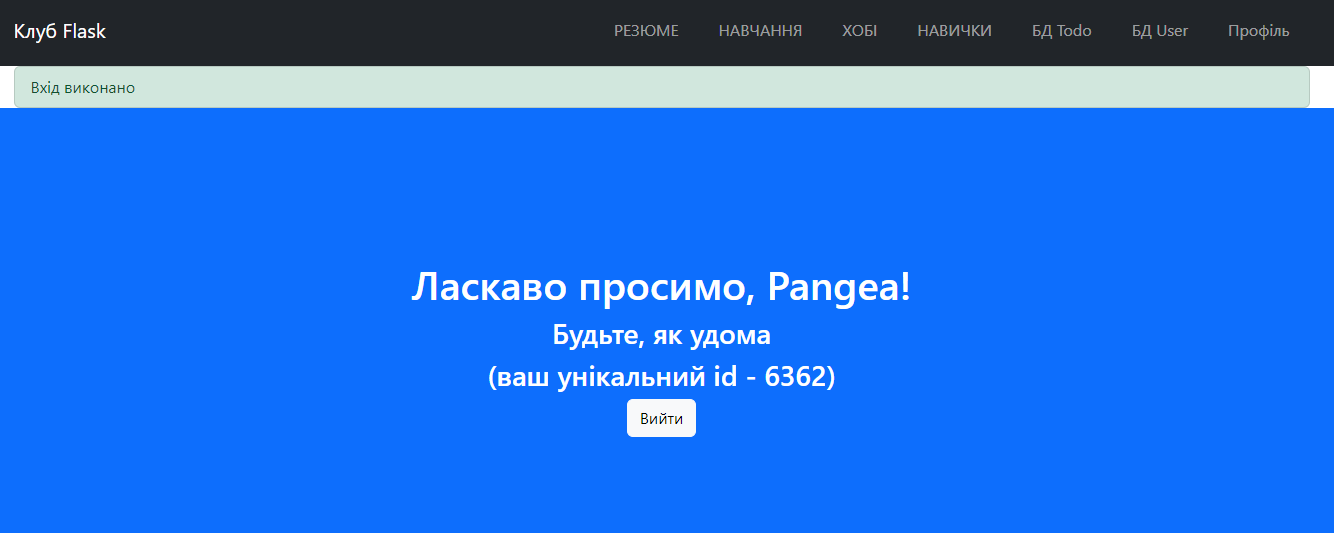 Клуб Flask РЕЗЮМЕ НАВЧАННЯ ХОБІ НАВИЧКИ БД Todo БД User Профіль
Вхід виконано
Ласкаво просимо, Pangea!
Будьте, як удома
(ваш унікальний id - 6362)
Вийти